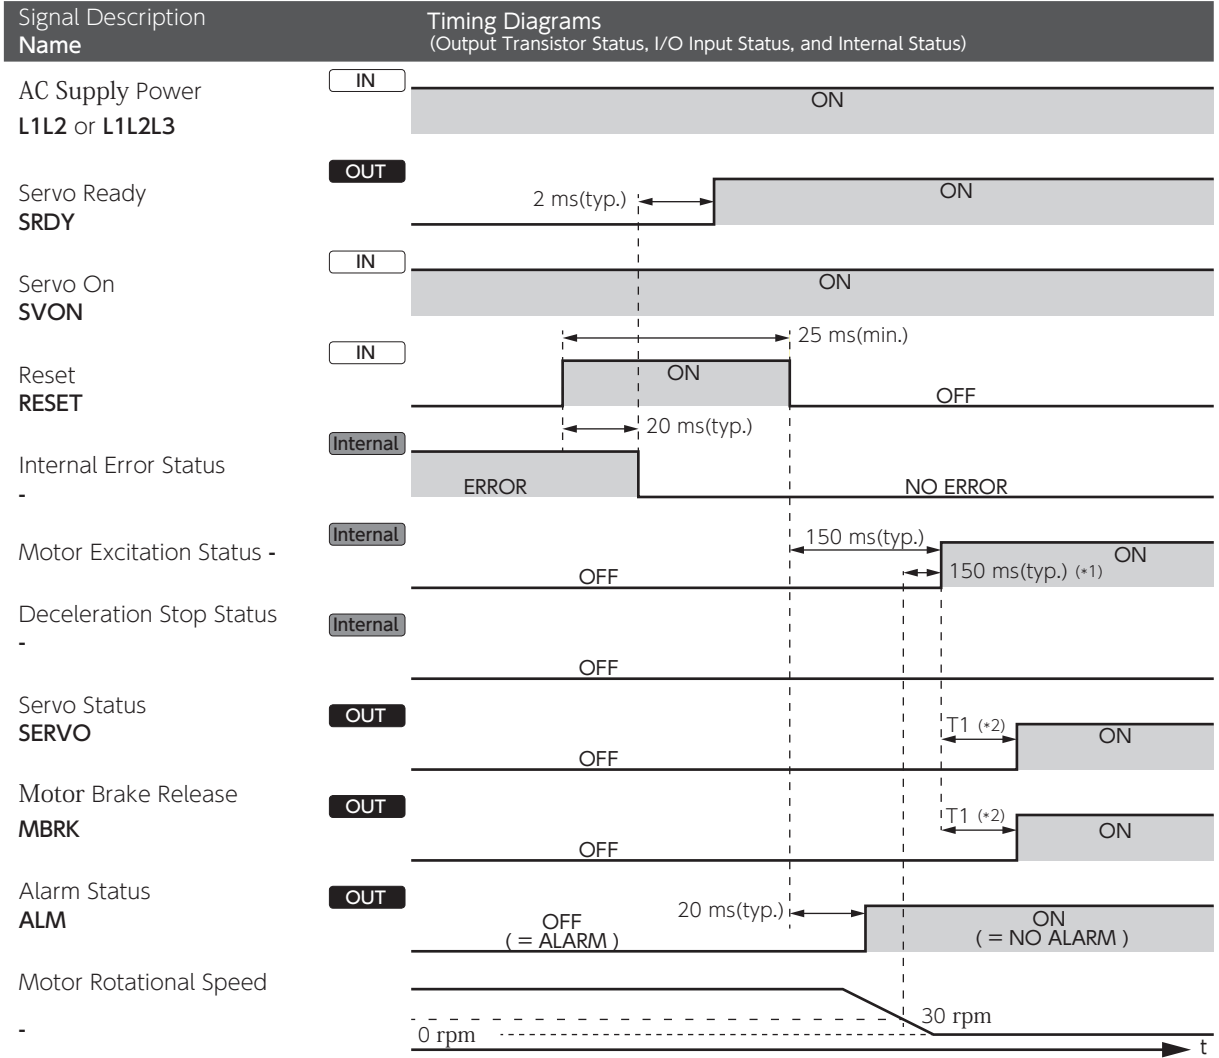 Signal Description
Name
Timing Diagrams
(Output Transistor Status, I/O Input Status, and Internal Status)
AC Supply Power
L1L2 or L1L2L3
IN
ON
Servo Ready
SRDY
OUT
2 ms(typ.)
ON
Servo On
SVON
IN
ON
Reset
RESET
IN
25 ms(min.)
ON
OFF
20 ms(typ.)
Internal Error Status
-
Internal
ERROR
NO ERROR
Motor Excitation Status -
Internal
150 ms(typ.)
ON
150 ms(typ.) (*1)
OFF
Deceleration Stop Status
-
Internal
OFF
Servo Status
SERVO
OUT
T1 (*2)
ON
OFF
Motor Brake Release
MBRK
OUT
T1 (*2)
ON
OFF
Alarm Status
ALM
OUT
20 ms(typ.)
OFF
( = ALARM )
ON
( = NO ALARM )
Motor Rotational Speed
-
30 rpm
0 rpm
t